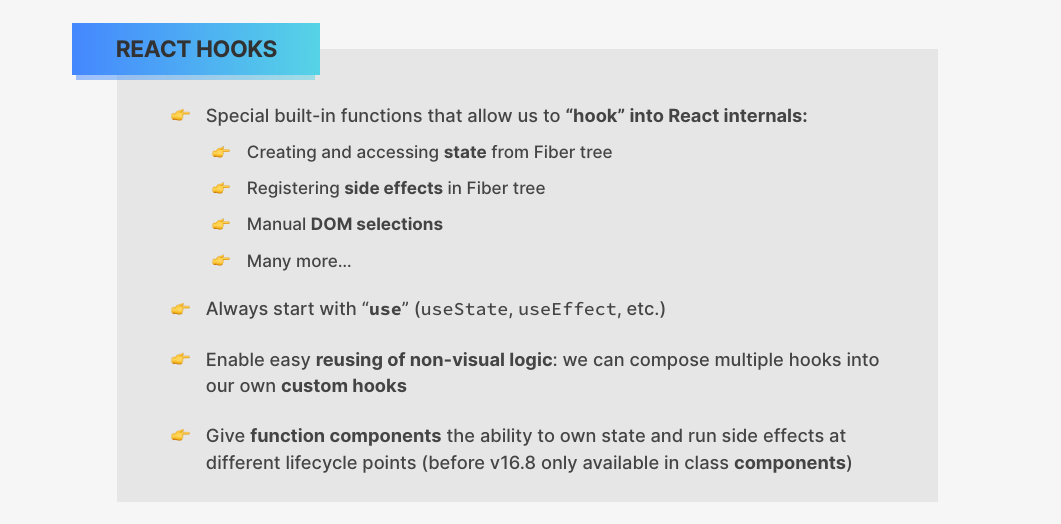 REACT HOOKS
👉 Special built-in functions that allow us to “hook” into React internals:
👉 Creating and accessing state from Fiber tree
👉 Registering side effects in Fiber tree
👉 Manual DOM selections
👉 Many more…
👉 Always start with “use” (useState, useEffect, etc.)
👉 Enable easy reusing of non-visual logic: we can compose multiple hooks into
our own custom hooks
👉 Give function components the ability to own state and run side effects at
different lifecycle points (before v16.8 only available in class components)